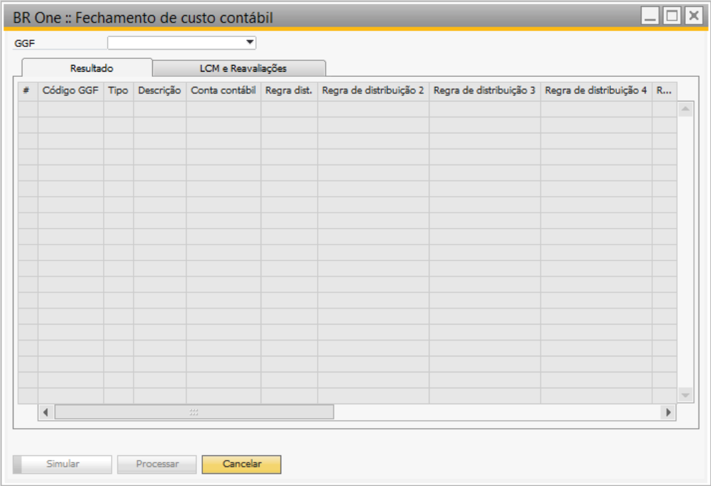 BR One :: Fechamento de custo contábil
GGF
Resultado LCM e Reavaliações
# Código GGF Tipo Descrição Conta contábil Regra dist. Regra de distribuição 2 Regra de distribuição 3 Regra de distribuição 4 R...
Simular Processar Cancelar